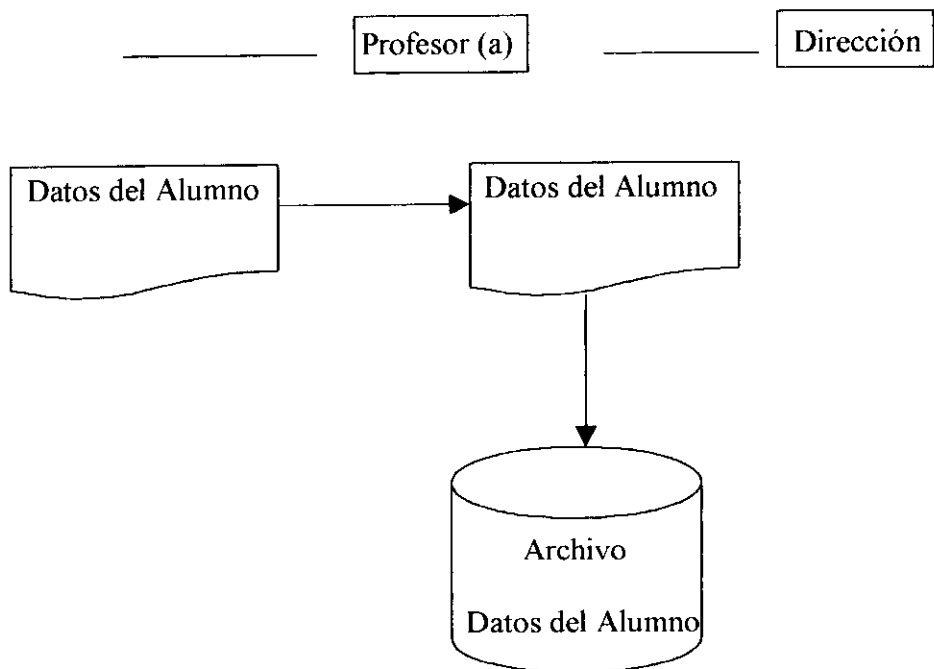 Profesor (a)
Dirección
Datos del Alumno
Datos del Alumno
Archivo
Datos del Alumno